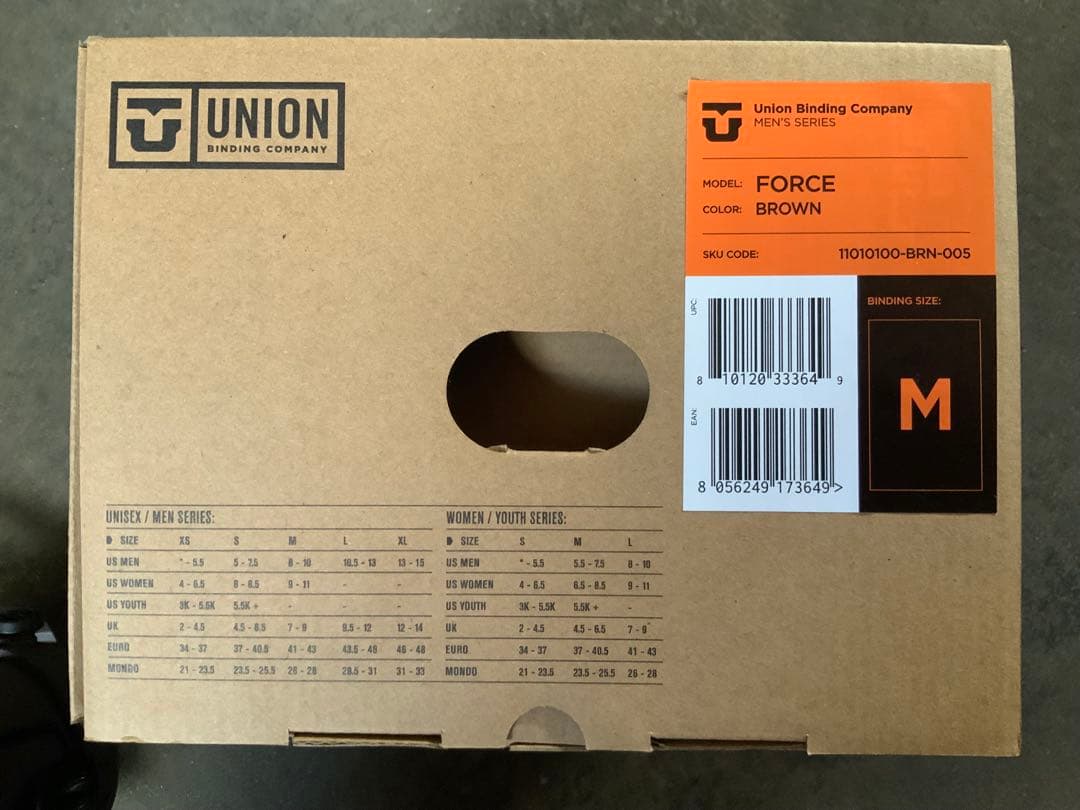 UNION
BINDING COMPANY
Union Binding Company
MEN'S SERIES
MODEL: FORCE
COLOR: BROWN
SKU CODE: 11010100-BRN-005
UPC:
8 10120 33364 9
EAN:
8 056249 173649 >
BINDING SIZE:
M
UNISEX / MEN SERIES:
SIZE XS S M L XL
US MEN * - 5.5 5 - 7.5 8 - 10 10.5 - 13 13 - 15
US WOMEN 4 - 6.5 6 - 8.5 9 - 11 - -
US YOUTH 3K - 5.5K 5.5K + - - -
UK 2 - 4.5 4.5 - 6.5 7 - 9 9.5 - 12 12 - 14
EURO 34 - 37 37 - 40.5 41 - 43 43.5 - 46 46 - 48
MONDO 21 - 23.5 23.5 - 25.5 26 - 28 28.5 - 31 31 - 33
WOMEN / YOUTH SERIES:
SIZE S M L
US MEN * - 5.5 5.5 - 7.5 8 - 10
US WOMEN 4 - 6.5 6.5 - 8.5 9 - 11
US YOUTH 3K - 5.5K 5.5K + -
UK 2 - 4.5 4.5 - 6.5 7 - 9
EURO 34 - 37 37 - 40.5 41 - 43
MONDO 21 - 23.5 23.5 - 25.5 26 - 28